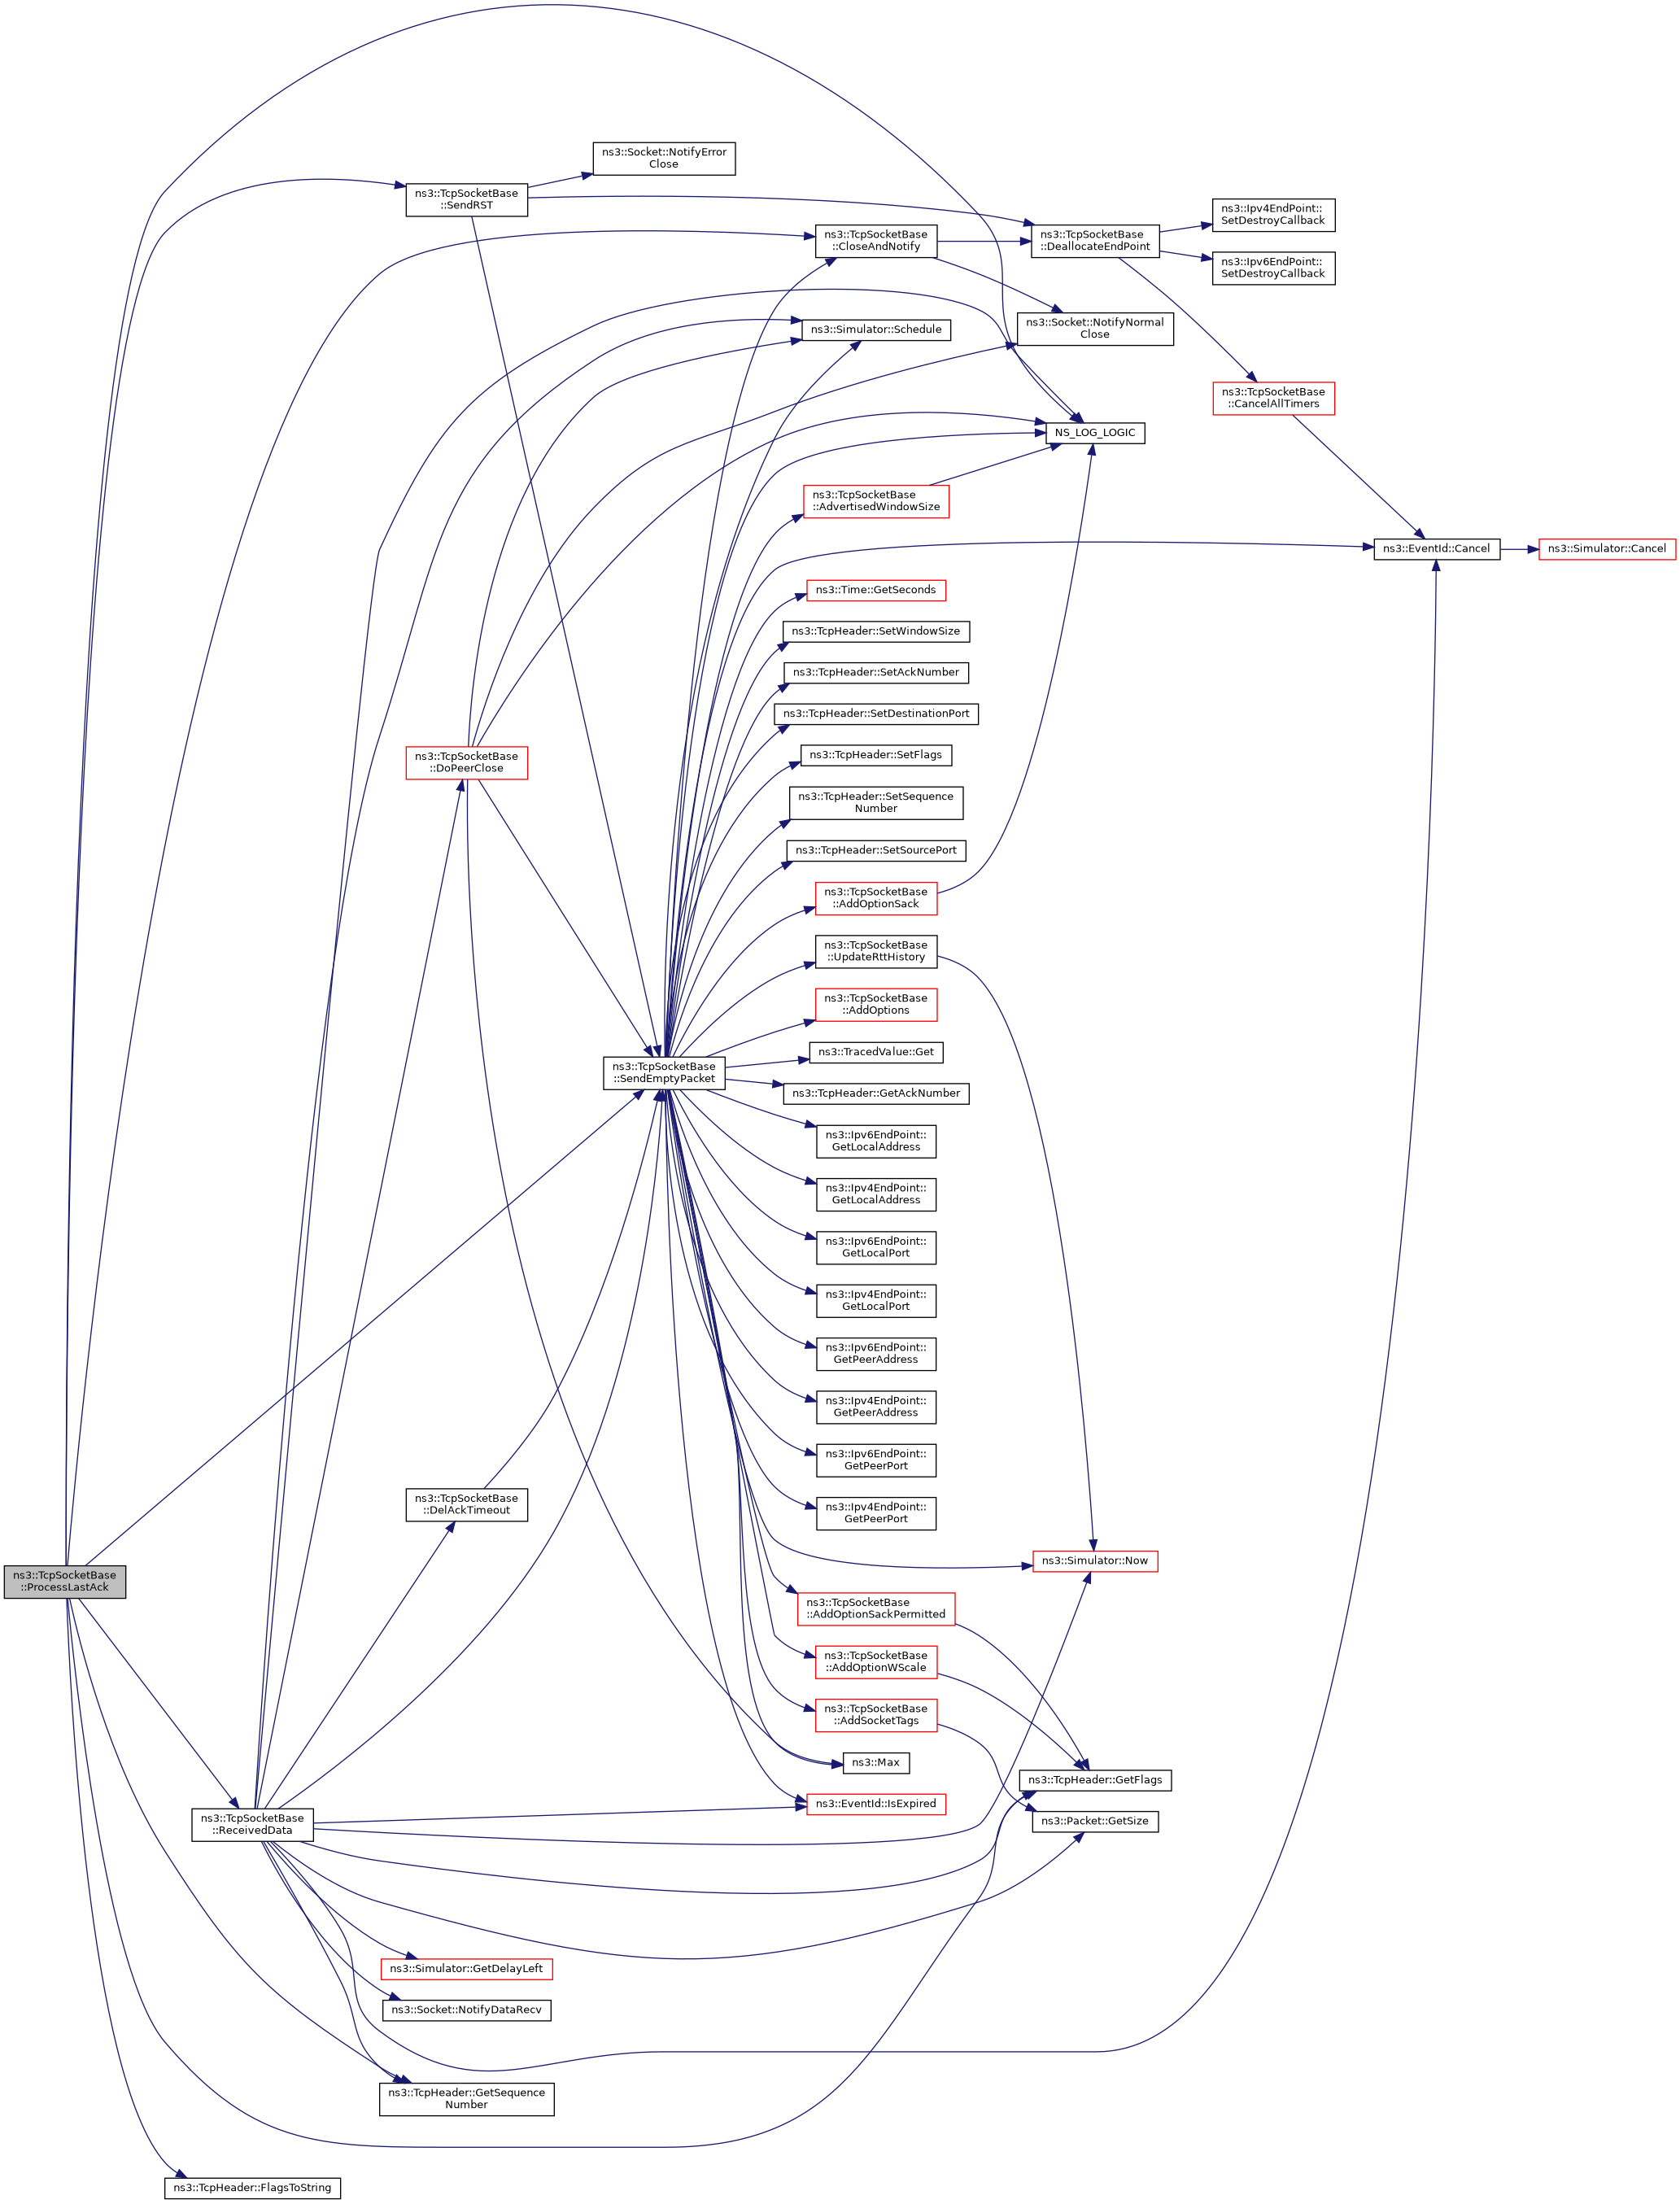 ns3::Socket::NotifyError
Close
ns3::TcpSocketBase
::SendRST
ns3::Ipv4EndPoint::
SetDestroyCallback
ns3::TcpSocketBase
::CloseAndNotify
ns3::TcpSocketBase
::DeallocateEndPoint
ns3::Ipv6EndPoint::
SetDestroyCallback
ns3::Simulator::Schedule
ns3::Socket::NotifyNormal
Close
ns3::TcpSocketBase
::CancelAllTimers
NS_LOG_LOGIC
ns3::TcpSocketBase
::AdvertisedWindowSize
ns3::EventId::Cancel
ns3::Simulator::Cancel
ns3::Time::GetSeconds
ns3::TcpHeader::SetWindowSize
ns3::TcpHeader::SetAckNumber
ns3::TcpHeader::SetDestinationPort
ns3::TcpSocketBase
::DoPeerClose
ns3::TcpHeader::SetFlags
ns3::TcpHeader::SetSequence
Number
ns3::TcpHeader::SetSourcePort
ns3::TcpSocketBase
::AddOptionSack
ns3::TcpSocketBase
::UpdateRttHistory
ns3::TcpSocketBase
::AddOptions
ns3::TracedValue::Get
ns3::TcpSocketBase
::SendEmptyPacket
ns3::TcpHeader::GetAckNumber
ns3::Ipv6EndPoint::
GetLocalAddress
ns3::Ipv4EndPoint::
GetLocalAddress
ns3::Ipv6EndPoint::
GetLocalPort
ns3::Ipv4EndPoint::
GetLocalPort
ns3::Ipv6EndPoint::
GetPeerAddress
ns3::Ipv4EndPoint::
GetPeerAddress
ns3::Ipv6EndPoint::
GetPeerPort
ns3::TcpSocketBase
::DelAckTimeout
ns3::Ipv4EndPoint::
GetPeerPort
ns3::Simulator::Now
ns3::TcpSocketBase
::ProcessLastAck
ns3::TcpSocketBase
::AddOptionSackPermitted
ns3::TcpSocketBase
::AddOptionWScale
ns3::TcpSocketBase
::AddSocketTags
ns3::Max
ns3::TcpHeader::GetFlags
ns3::EventId::IsExpired
ns3::TcpSocketBase
::ReceivedData
ns3::Packet::GetSize
ns3::Simulator::GetDelayLeft
ns3::Socket::NotifyDataRecv
ns3::TcpHeader::GetSequence
Number
ns3::TcpHeader::FlagsToString